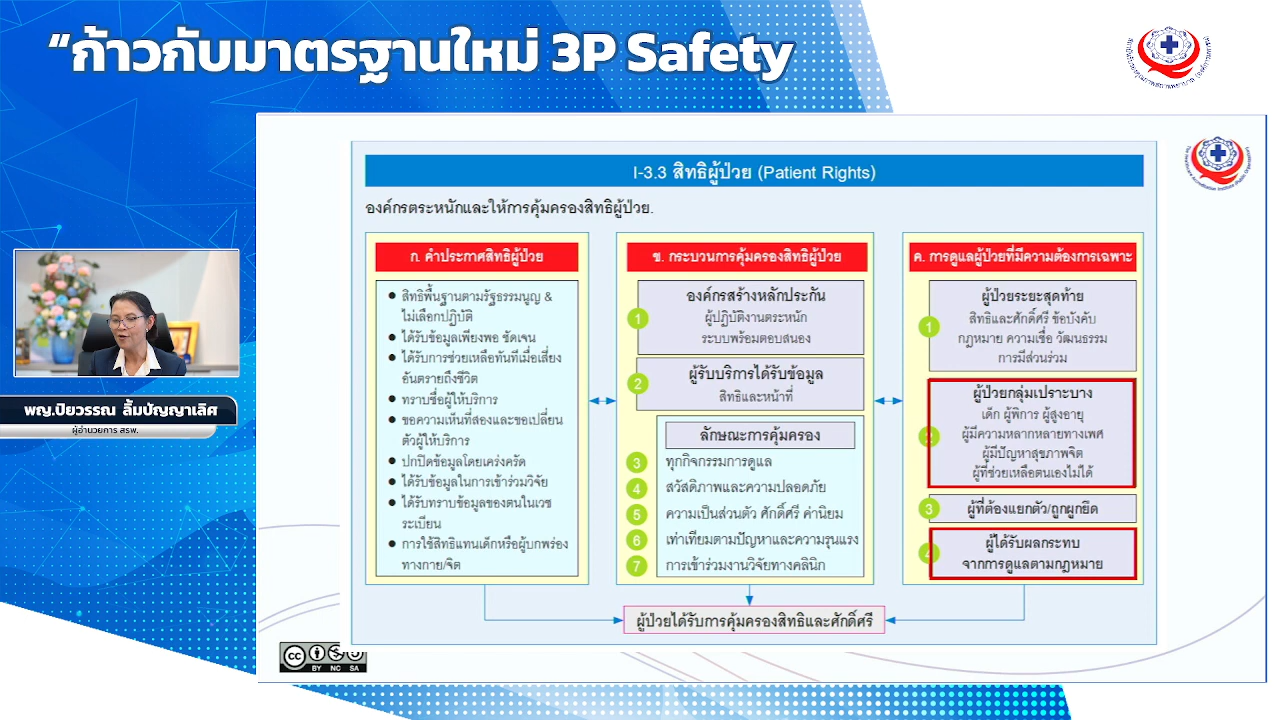 “ก้าวกับมาตรฐานใหม่ 3P Safety
I-3.3 สิทธิผู้ป่วย (Patient Rights)
องค์กรตระหนักและให้การคุ้มครองสิทธิผู้ป่วย.
ก. คำประกาศสิทธิผู้ป่วย
● สิทธิพื้นฐานตามรัฐธรรมนูญ &
ไม่เลือกปฏิบัติ
● ได้รับข้อมูลเพียงพอ ชัดเจน
● ได้รับการช่วยเหลือทันทีเมื่อเสี่ยง
อันตรายถึงชีวิต
● ทราบชื่อผู้ให้บริการ
● ขอความเห็นที่สองและขอเปลี่ยน
ตัวผู้ให้บริการ
● ปกปิดข้อมูลโดยเคร่งครัด
● ได้รับข้อมูลในการเข้าร่วมวิจัย
● ได้รับทราบข้อมูลของตนในเวช
ระเบียน
● การใช้สิทธิแทนเด็กหรือผู้บกพร่อง
ทางกาย/จิต
ข. กระบวนการคุ้มครองสิทธิผู้ป่วย
องค์กรสร้างหลักประกัน
1
ผู้ปฏิบัติงานตระหนัก
ระบบพร้อมตอบสนอง
2 ผู้รับบริการได้รับข้อมูล
สิทธิและหน้าที่
ลักษณะการคุ้มครอง
3 ทุกกิจกรรมการดูแล
4 สวัสดิภาพและความปลอดภัย
5 ความเป็นส่วนตัว ศักดิ์ศรี ค่านิยม
6 เท่าเทียมตามปัญหาและความรุนแรง
7 การเข้าร่วมงานวิจัยทางคลินิก
ค. การดูแลผู้ป่วยที่มีความต้องการเฉพาะ
ผู้ป่วยระยะสุดท้าย
1 สิทธิและศักดิ์ศรี ข้อบังคับ
กฎหมาย ความเชื่อ วัฒนธรรม
การมีส่วนร่วม
ผู้ป่วยกลุ่มเปราะบาง
เด็ก ผู้พิการ ผู้สูงอายุ
ผู้มีความหลากหลายทางเพศ
ผู้มีปัญหาสุขภาพจิต
ผู้ที่ช่วยเหลือตนเองไม่ได้
3 ผู้ที่ต้องแยกตัว/ถูกผูกยึด
ผู้ได้รับผลกระทบ
จากการดูแลตามกฎหมาย
ผู้ป่วยได้รับการคุ้มครองสิทธิและศักดิ์ศรี
พญ.ปิยวรรณ ลิ้มปัญญาเลิศ
ผู้อำนวยการ สรพ.
cc
BY NC SA